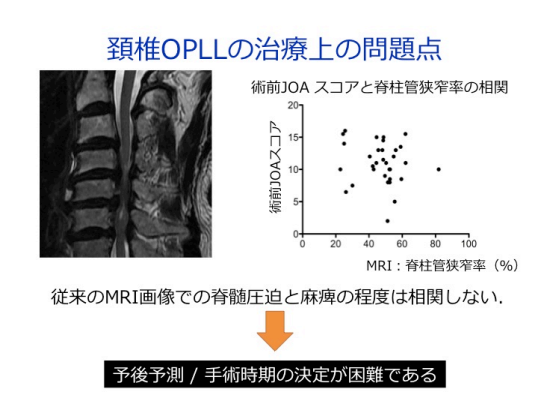 頚椎OPLLの治療上の問題点
術前JOA スコアと脊柱管狭窄率の相関
術前JOAスコア
20
15
10
5
0
0 20 40 60 80 100
MRI：脊柱管狭窄率（%）
従来のMRI画像での脊髄圧迫と麻痺の程度は相関しない.
予後予測 / 手術時期の決定が困難である